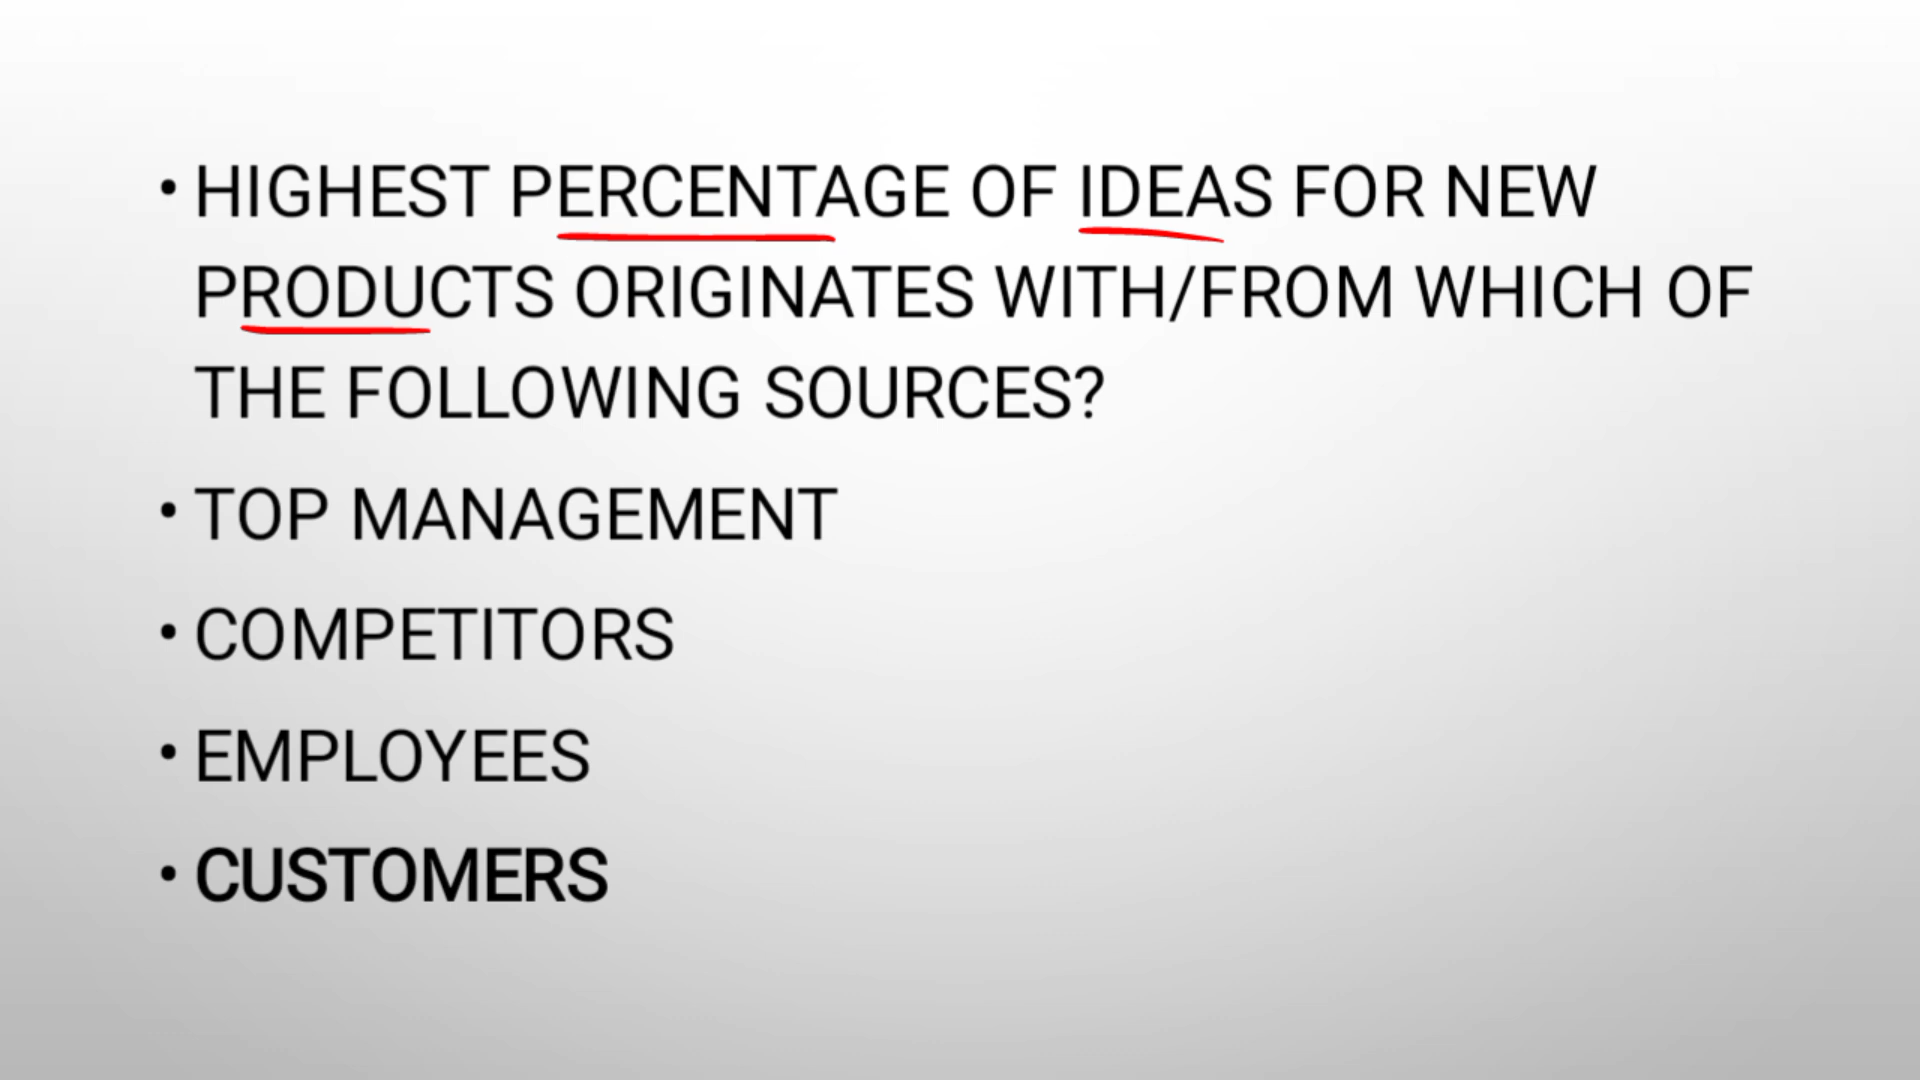 • HIGHEST PERCENTAGE OF IDEAS FOR NEW
PRODUCTS ORIGINATES WITH/FROM WHICH OF
THE FOLLOWING SOURCES?
• TOP MANAGEMENT
• COMPETITORS
• EMPLOYEES
• CUSTOMERS